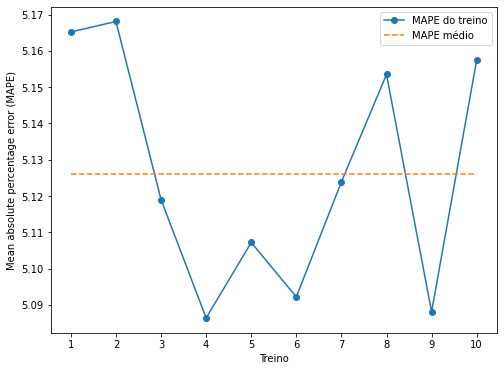 5.17
5.16
5.15
5.14
5.13
5.12
5.11
5.10
5.09
Mean absolute percentage error (MAPE)
MAPE do treino
MAPE médio
1 2 3 4 5 6 7 8 9 10
Treino